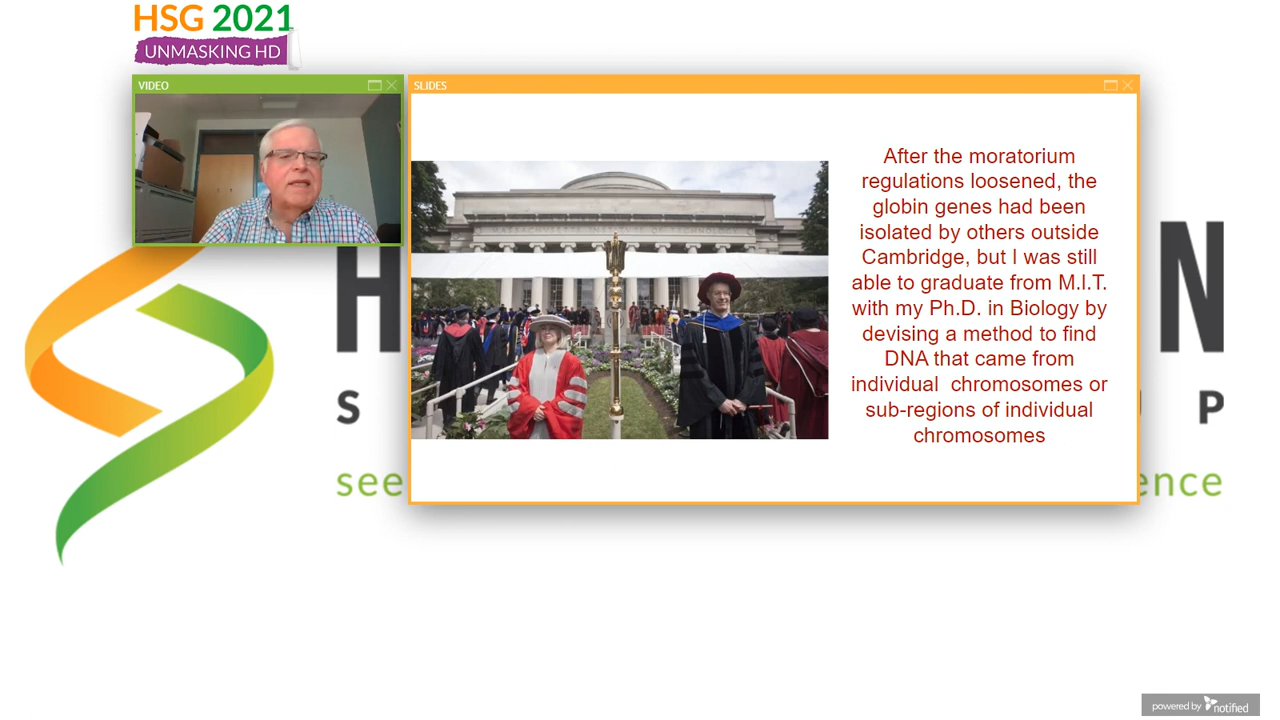 HSG 2021
UNMASKING HD
VIDEO
SLIDES
After the moratorium
regulations loosened, the
globin genes had been
isolated by others outside
Cambridge, but I was still
able to graduate from M.I.T.
with my Ph.D. in Biology by
devising a method to find
DNA that came from
individual chromosomes or
sub-regions of individual
chromosomes
H N
S U P
see ence
powered by notified